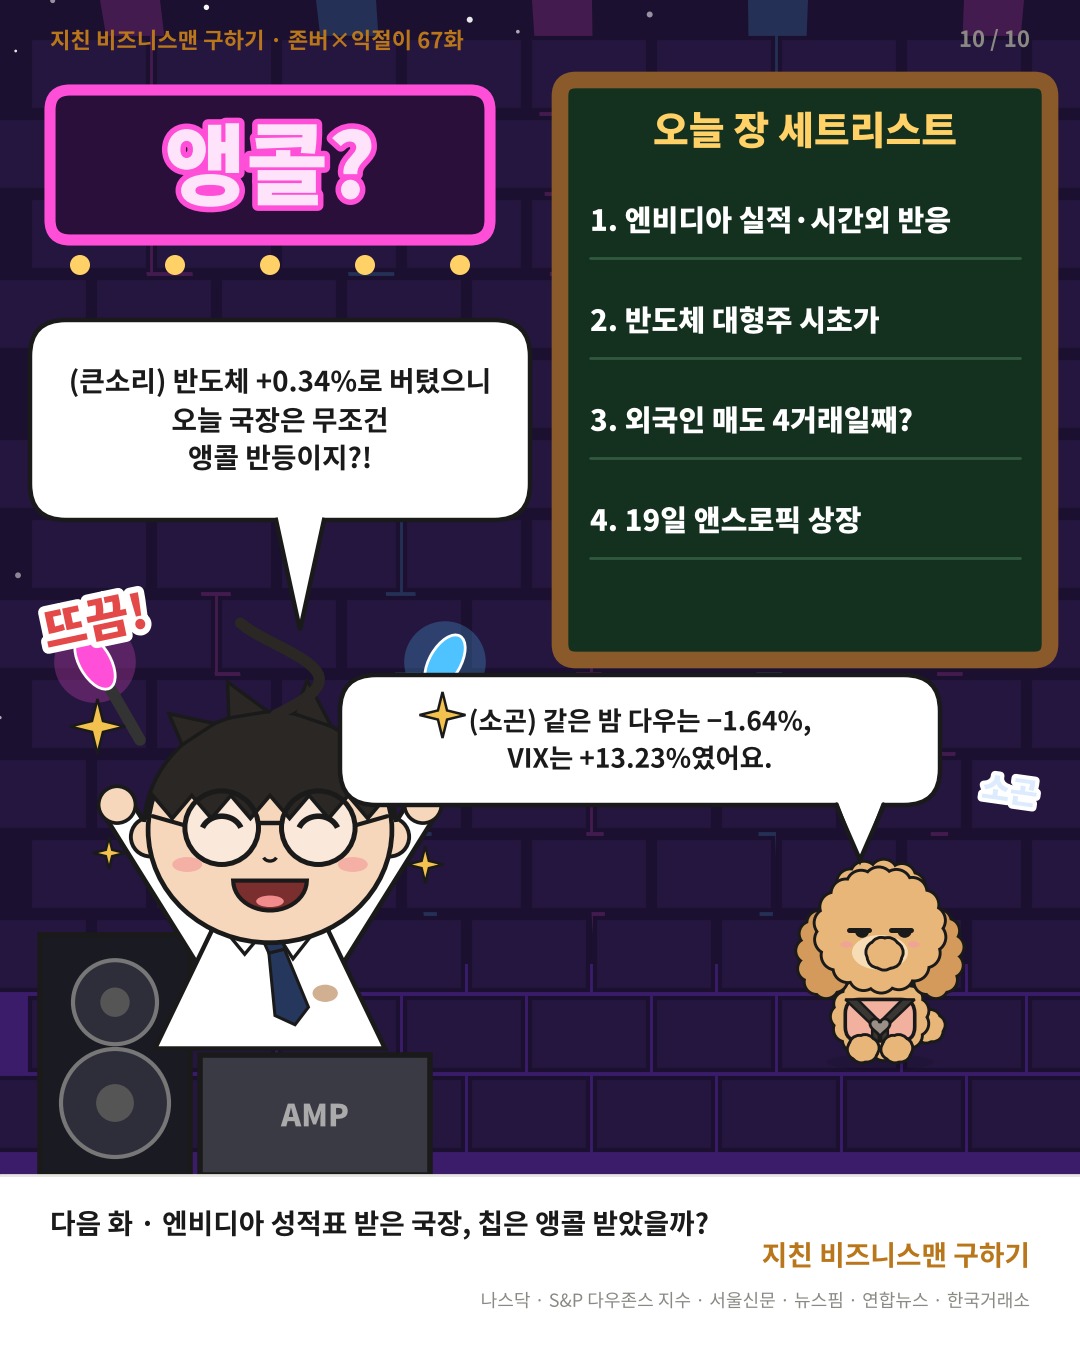 지친 비즈니스맨 구하기 · 존버×익절이 67화
10 / 10
앵콜?
오늘 장 세트리스트
1. 엔비디아 실적·시간외 반응
2. 반도체 대형주 시초가
3. 외국인 매도 4거래일째?
4. 19일 앤스로픽 상장
(큰소리) 반도체 +0.34%로 버텼으니
오늘 국장은 무조건
앵콜 반등이지?!
뜨끔!
(소곤) 같은 밤 다우는 −1.64%,
VIX는 +13.23%였어요.
소곤
AMP
다음 화 · 엔비디아 성적표 받은 국장, 칩은 앵콜 받았을까?
지친 비즈니스맨 구하기
나스닥 · S&P 다우존스 지수 · 서울신문 · 뉴스핌 · 연합뉴스 · 한국거래소